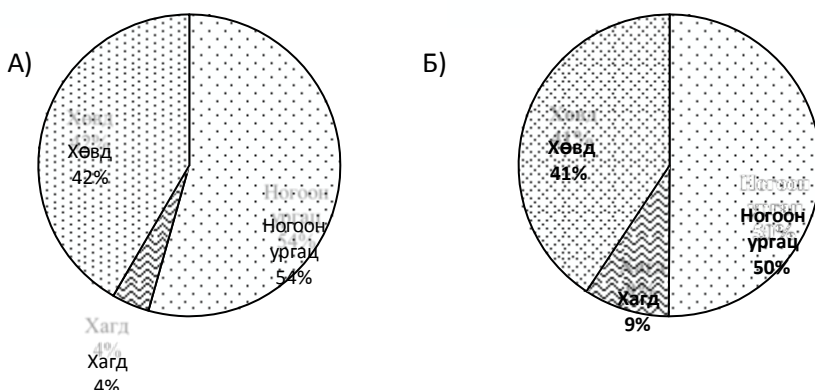 А)
Хөвд
42%
Ногоон
ургац
54%
Хагд
4%
Б)
Хөвд
41%
Ногоон
ургац
50%
Хагд
9%